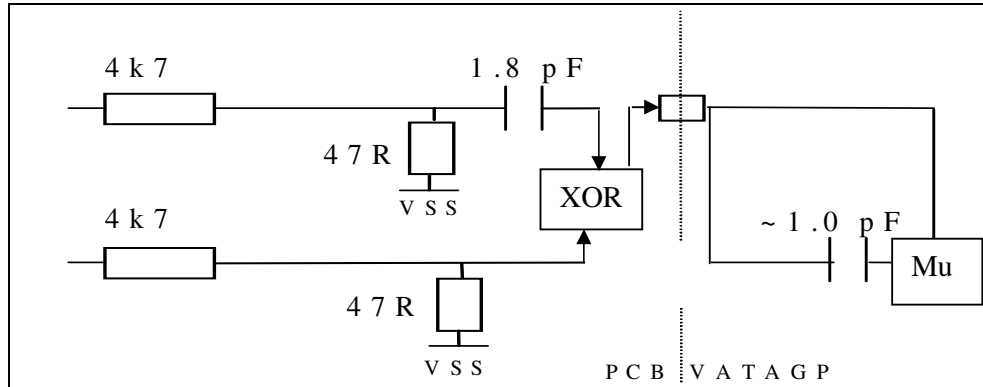 4k7
1.8 pF
47R
VSS
XOR
4k7
~1.0 pF
Mu
47R
VSS
PCB VATAGP